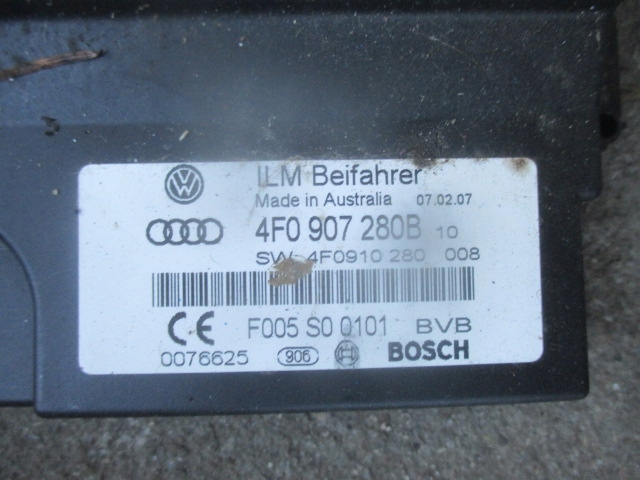 ILM Beifahrer
Made in Australia 07.02.07
4F0 907 280B 10
SW 4F0910 280 008
CE F005 S0 0101 BVB
0076625 906 BOSCH